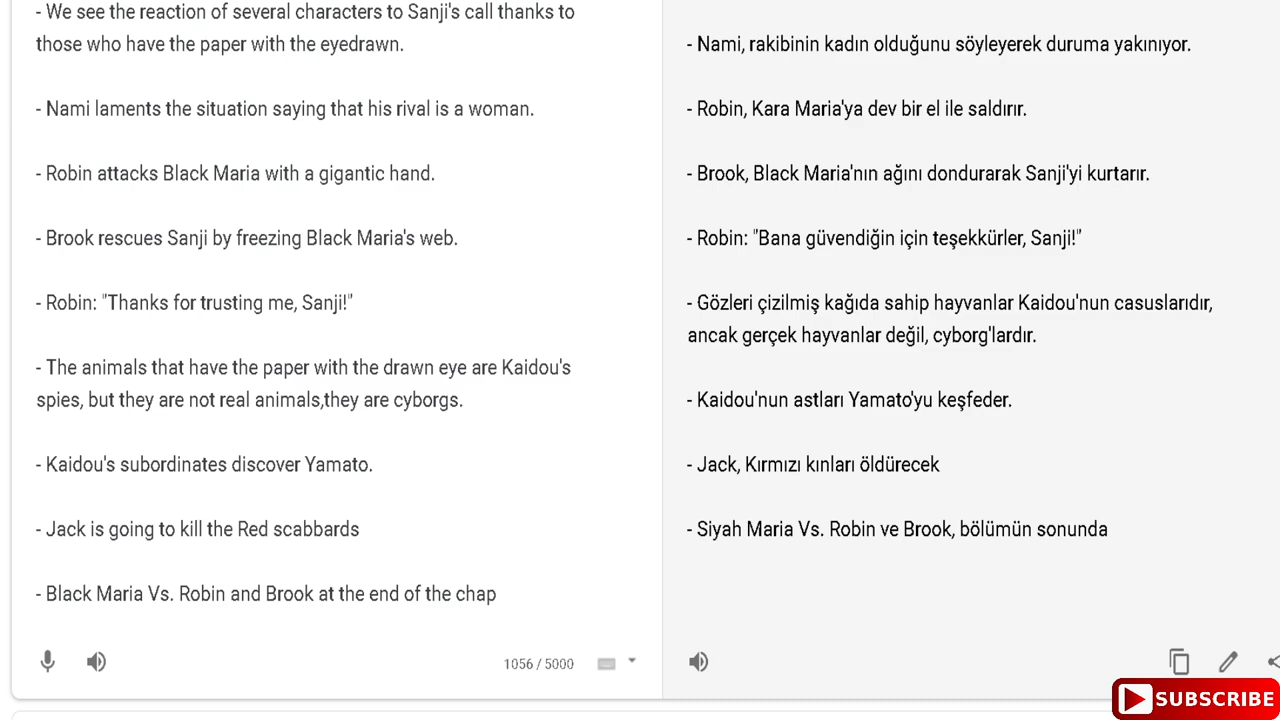 - We see the reaction of several characters to Sanji's call thanks to
those who have the paper with the eyedrawn.
- Nami laments the situation saying that his rival is a woman.
- Robin attacks Black Maria with a gigantic hand.
- Brook rescues Sanji by freezing Black Maria's web.
- Robin: "Thanks for trusting me, Sanji!"
- The animals that have the paper with the drawn eye are Kaidou's
spies, but they are not real animals,they are cyborgs.
- Kaidou's subordinates discover Yamato.
- Jack is going to kill the Red scabbards
- Black Maria Vs. Robin and Brook at the end of the chap
1056 / 5000
- Nami, rakibinin kadın olduğunu söyleyerek duruma yakınıyor.
- Robin, Kara Maria'ya dev bir el ile saldırır.
- Brook, Black Maria'nın ağını dondurarak Sanji'yi kurtarır.
- Robin: "Bana güvendiğin için teşekkürler, Sanji!"
- Gözleri çizilmiş kağıda sahip hayvanlar Kaidou'nun casuslarıdır,
ancak gerçek hayvanlar değil, cyborg'lardır.
- Kaidou'nun astları Yamato'yu keşfeder.
- Jack, Kırmızı kınları öldürecek
- Siyah Maria Vs. Robin ve Brook, bölümün sonunda
SUBSCRIBE